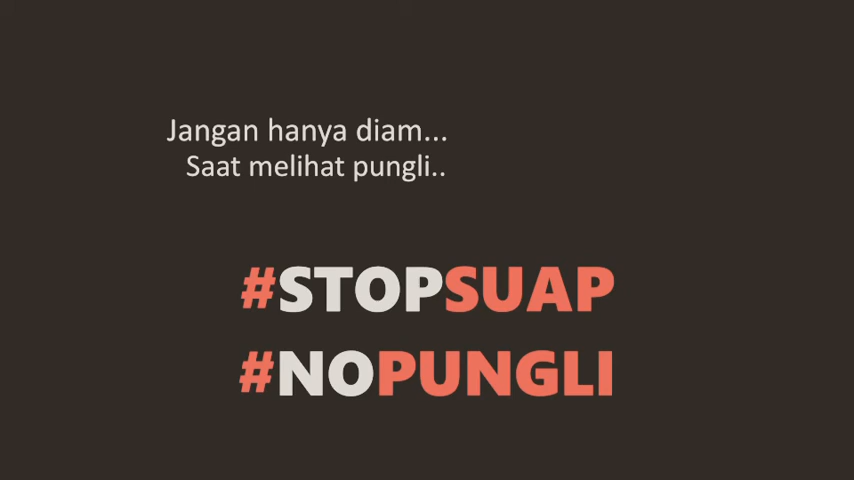 Jangan hanya diam...
Saat melihat pungli..
#STOPSUAP
#NOPUNGLI